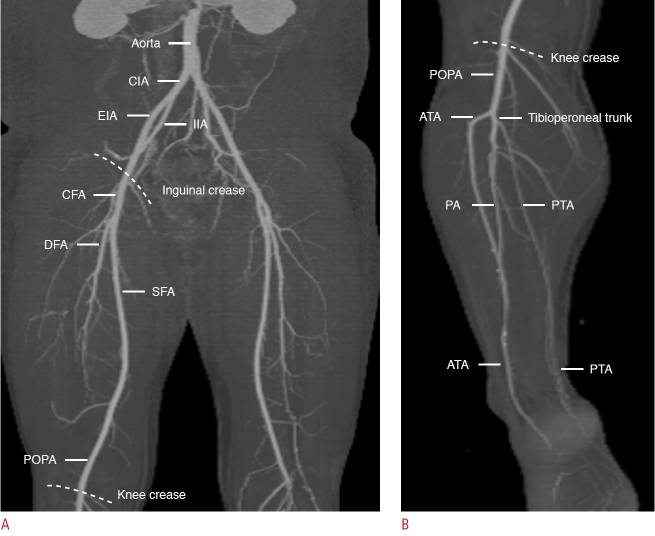 Aorta
CIA
EIA
IIA
Inguinal crease
CFA
DFA
SFA
POPA
Knee crease
A
Knee crease
POPA
ATA
Tibioperoneal trunk
PA
PTA
ATA
PTA
B